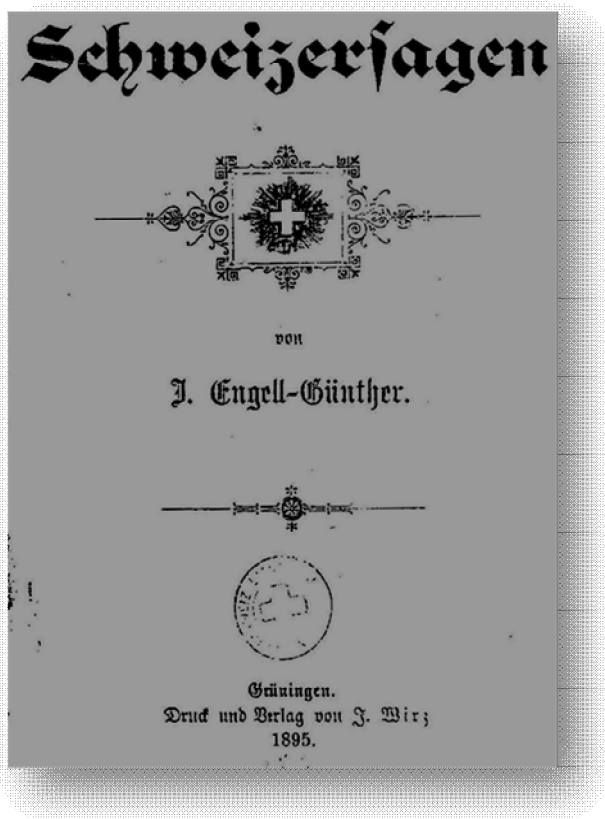 Schweizersagen
von
J. Engell-Günther.
Grüningen.
Druck und Verlag von J. Wirz
1895.